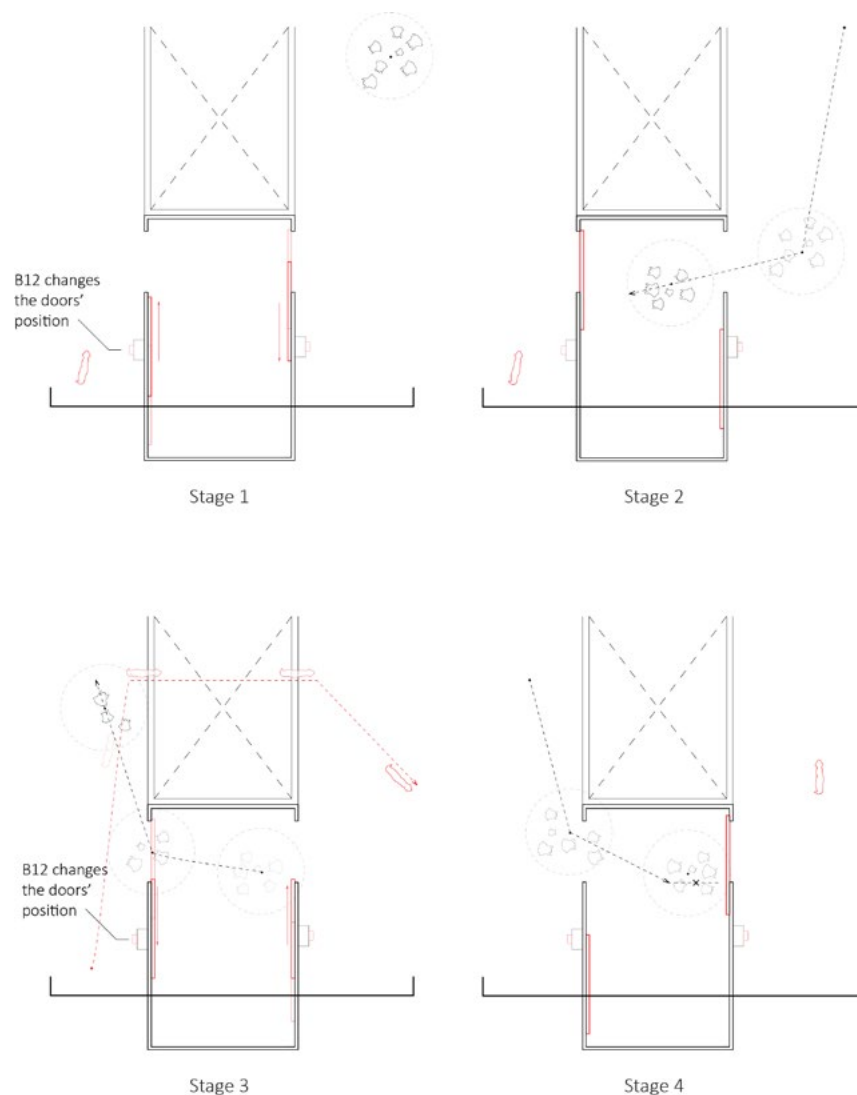 B12 changes
the doors'
position
Stage 1
Stage 2
B12 changes
the doors'
position
Stage 3
Stage 4